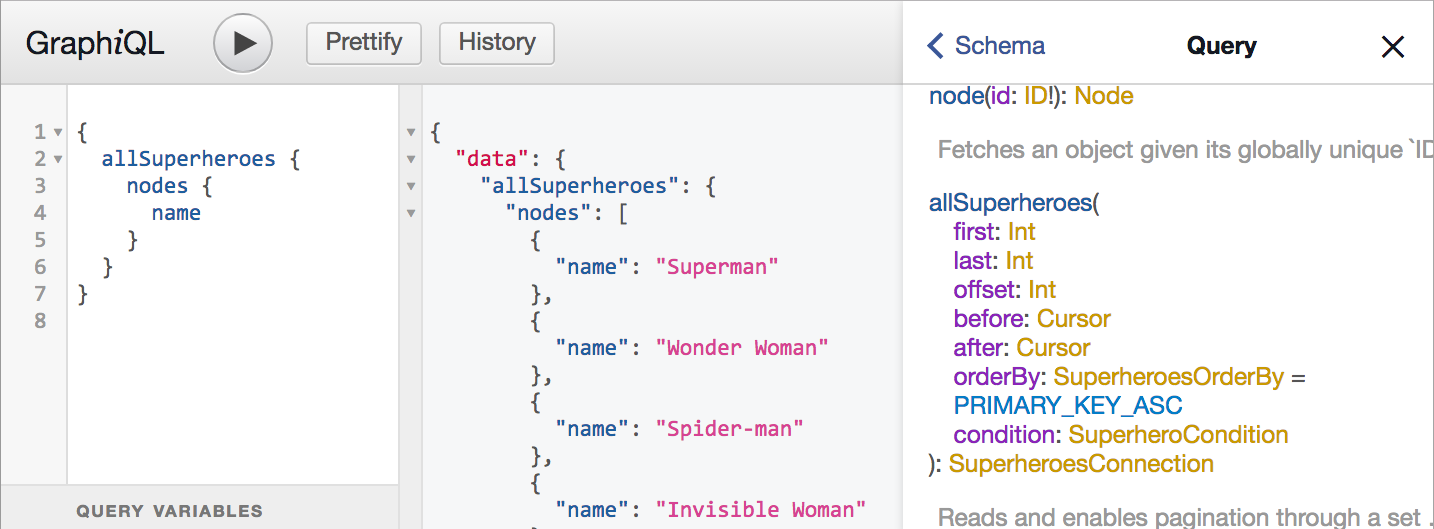 GraphiQL
Prettify
History
1 {
2 allSuperheroes {
3 nodes {
4 name
5 }
6 }
7 }
8
QUERY VARIABLES
{
"data": {
"allSuperheroes": {
"nodes": [
{
"name": "Superman"
},
{
"name": "Wonder Woman"
},
{
"name": "Spider-man"
},
{
"name": "Invisible Woman"
Schema
Query
node(id: ID!): Node
Fetches an object given its globally unique `ID
allSuperheroes(
first: Int
last: Int
offset: Int
before: Cursor
after: Cursor
orderBy: SuperheroesOrderBy =
PRIMARY_KEY_ASC
condition: SuperheroCondition
): SuperheroesConnection
Reads and enables pagination through a set